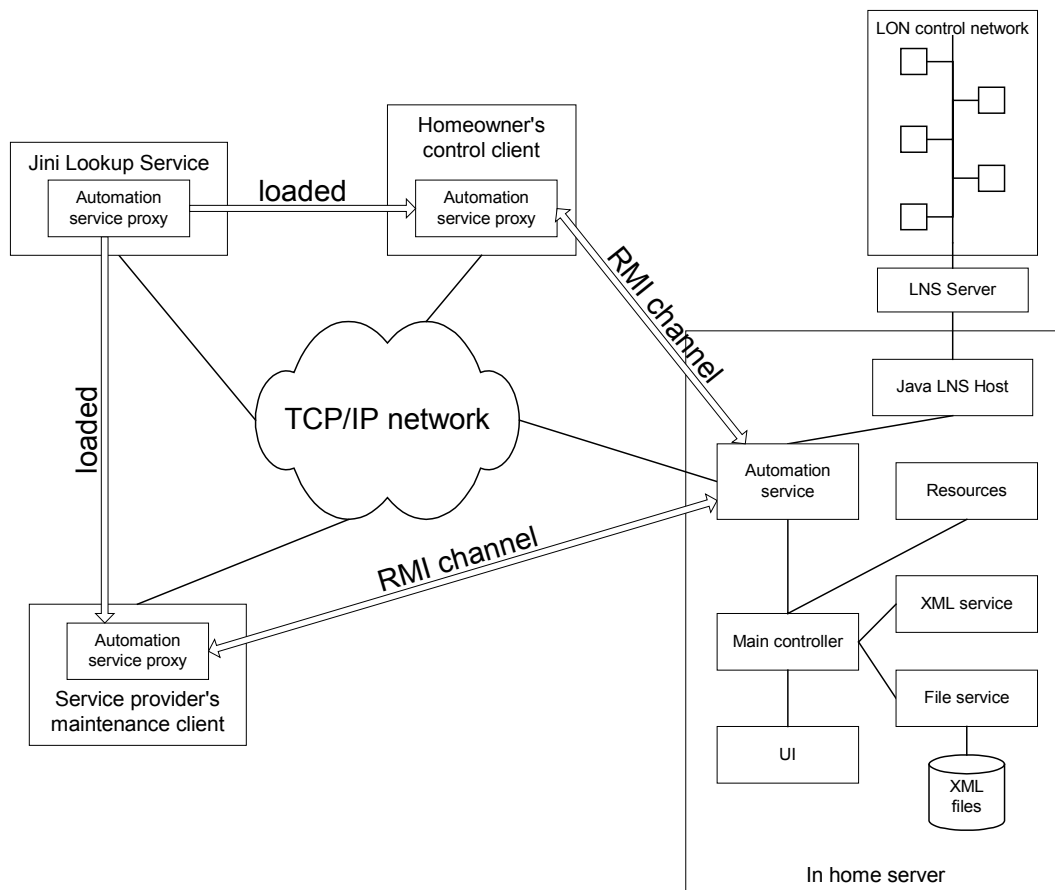 LON control network
Homeowner's
control client
Jini Lookup Service
Automation
service proxy
loaded
Automation
service proxy
RMI channel
LNS Server
Java LNS Host
loaded
TCP/IP network
Automation
service
Resources
RMI channel
XML service
Main controller
Automation
service proxy
Service provider's
maintenance client
File service
UI
XML
files
In home server